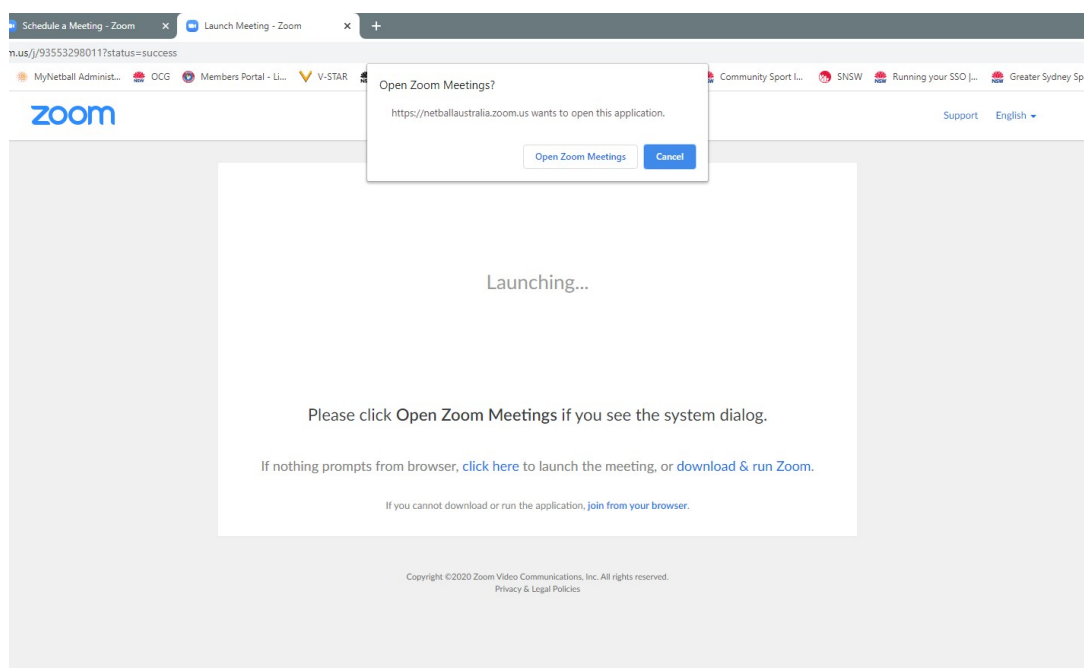 Schedule a Meeting - Zoom x Launch Meeting - Zoom x +
m.us/j/93553298011?status=success
MyNetball Administ... OCG Members Portal - Li... V-STAR Community Sport I... SNSW Running your SSO |... Greater Sydney Sp
Open Zoom Meetings?
https://netballaustralia.zoom.us wants to open this application.
Open Zoom Meetings Cancel
zoom Support English
Launching...
Please click Open Zoom Meetings if you see the system dialog.
If nothing prompts from browser, click here to launch the meeting, or download & run Zoom.
If you cannot download or run the application, join from your browser.
Copyright ©2020 Zoom Video Communications, Inc. All rights reserved.
Privacy & Legal Policies